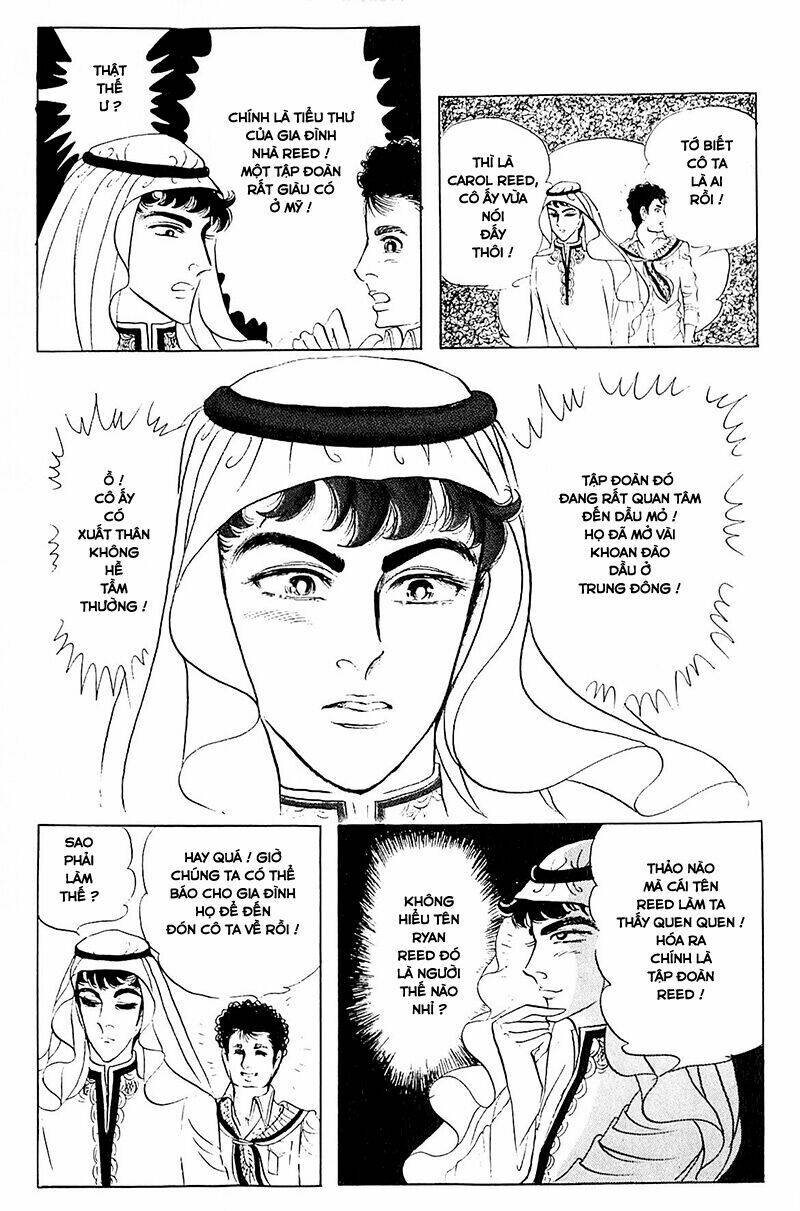 TỚ BIẾT
CÔ TA
LÀ AI
RỒI !
THÌ LÀ
CAROL REED,
CÔ ẤY VỪA
NÓI
ĐẤY
THÔI !
CHÍNH LÀ TIỂU THƯ
CỦA GIA ĐÌNH
NHÀ REED !
MỘT TẬP ĐOÀN
RẤT GIÀU CÓ
Ở MỸ !
THẬT
THẾ
Ư ?
TẬP ĐOÀN ĐÓ
ĐANG RẤT QUAN TÂM
ĐẾN DẦU MỎ !
HỌ ĐÃ MỞ VÀI
KHOAN ĐÀO
DẦU Ở
TRUNG ĐÔNG !
Ồ !
CÔ ẤY
CÓ
XUẤT THÂN
KHÔNG
HỀ
TẦM
THƯỜNG !
THẢO NÀO
MÀ CÁI TÊN
REED LÀM TA
THẤY QUEN QUEN !
HÓA RA
CHÍNH LÀ
TẬP ĐOÀN
REED !
KHÔNG
HIỂU TÊN
RYAN
REED ĐÓ
LÀ NGƯỜI
THẾ NÀO
NHỈ ?
HAY QUÁ ! GIỜ
CHÚNG TA CÓ THỂ
BÁO CHO GIA ĐÌNH
HỌ ĐỂ ĐẾN
ĐÓN CÔ TA VỀ RỒI !
SAO
PHẢI
LÀM
THẾ ?